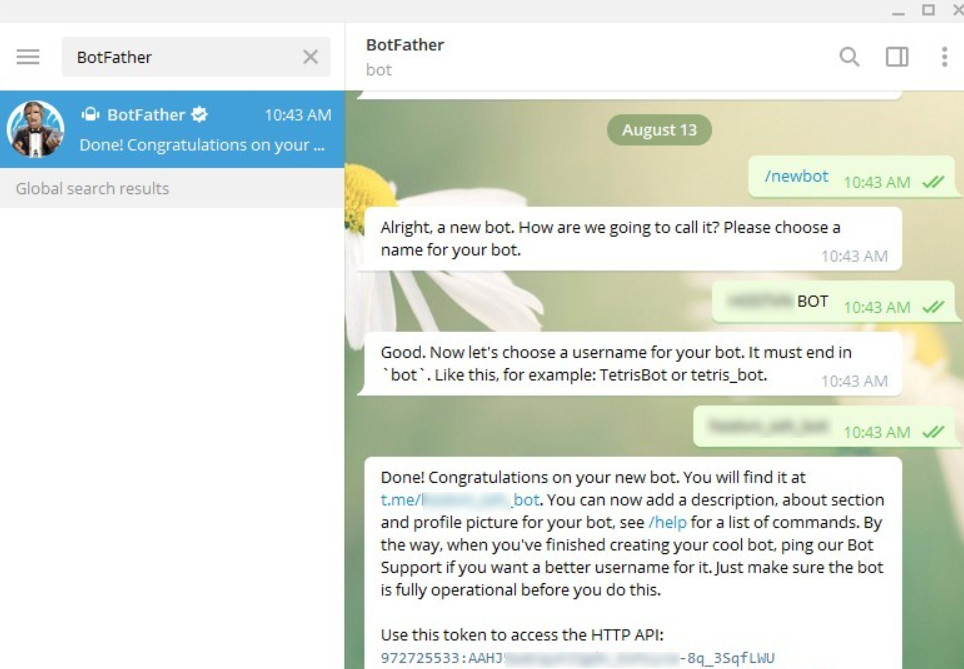 BotFather
BotFather
bot
BotFather 10:43 AM
Done! Congratulations on your ...
Global search results
August 13
/newbot 10:43 AM
Alright, a new bot. How are we going to call it? Please choose a
name for your bot.
10:43 AM
BOT 10:43 AM
Good. Now let's choose a username for your bot. It must end in
`bot`. Like this, for example: TetrisBot or tetris_bot.
10:43 AM
10:43 AM
Done! Congratulations on your new bot. You will find it at
t.me/ _bot. You can now add a description, about section
and profile picture for your bot, see /help for a list of commands. By
the way, when you've finished creating your cool bot, ping our Bot
Support if you want a better username for it. Just make sure the bot
is fully operational before you do this.
Use this token to access the HTTP API:
972725533:AAHJ -8q_3SqfLWU